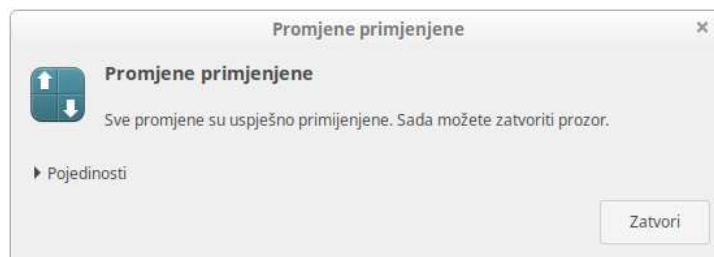 Promjene primjenjene
Promjene primjenjene
Sve promjene su uspješno primijenjene. Sada možete zatvoriti prozor.
Pojedinosti
Zatvori